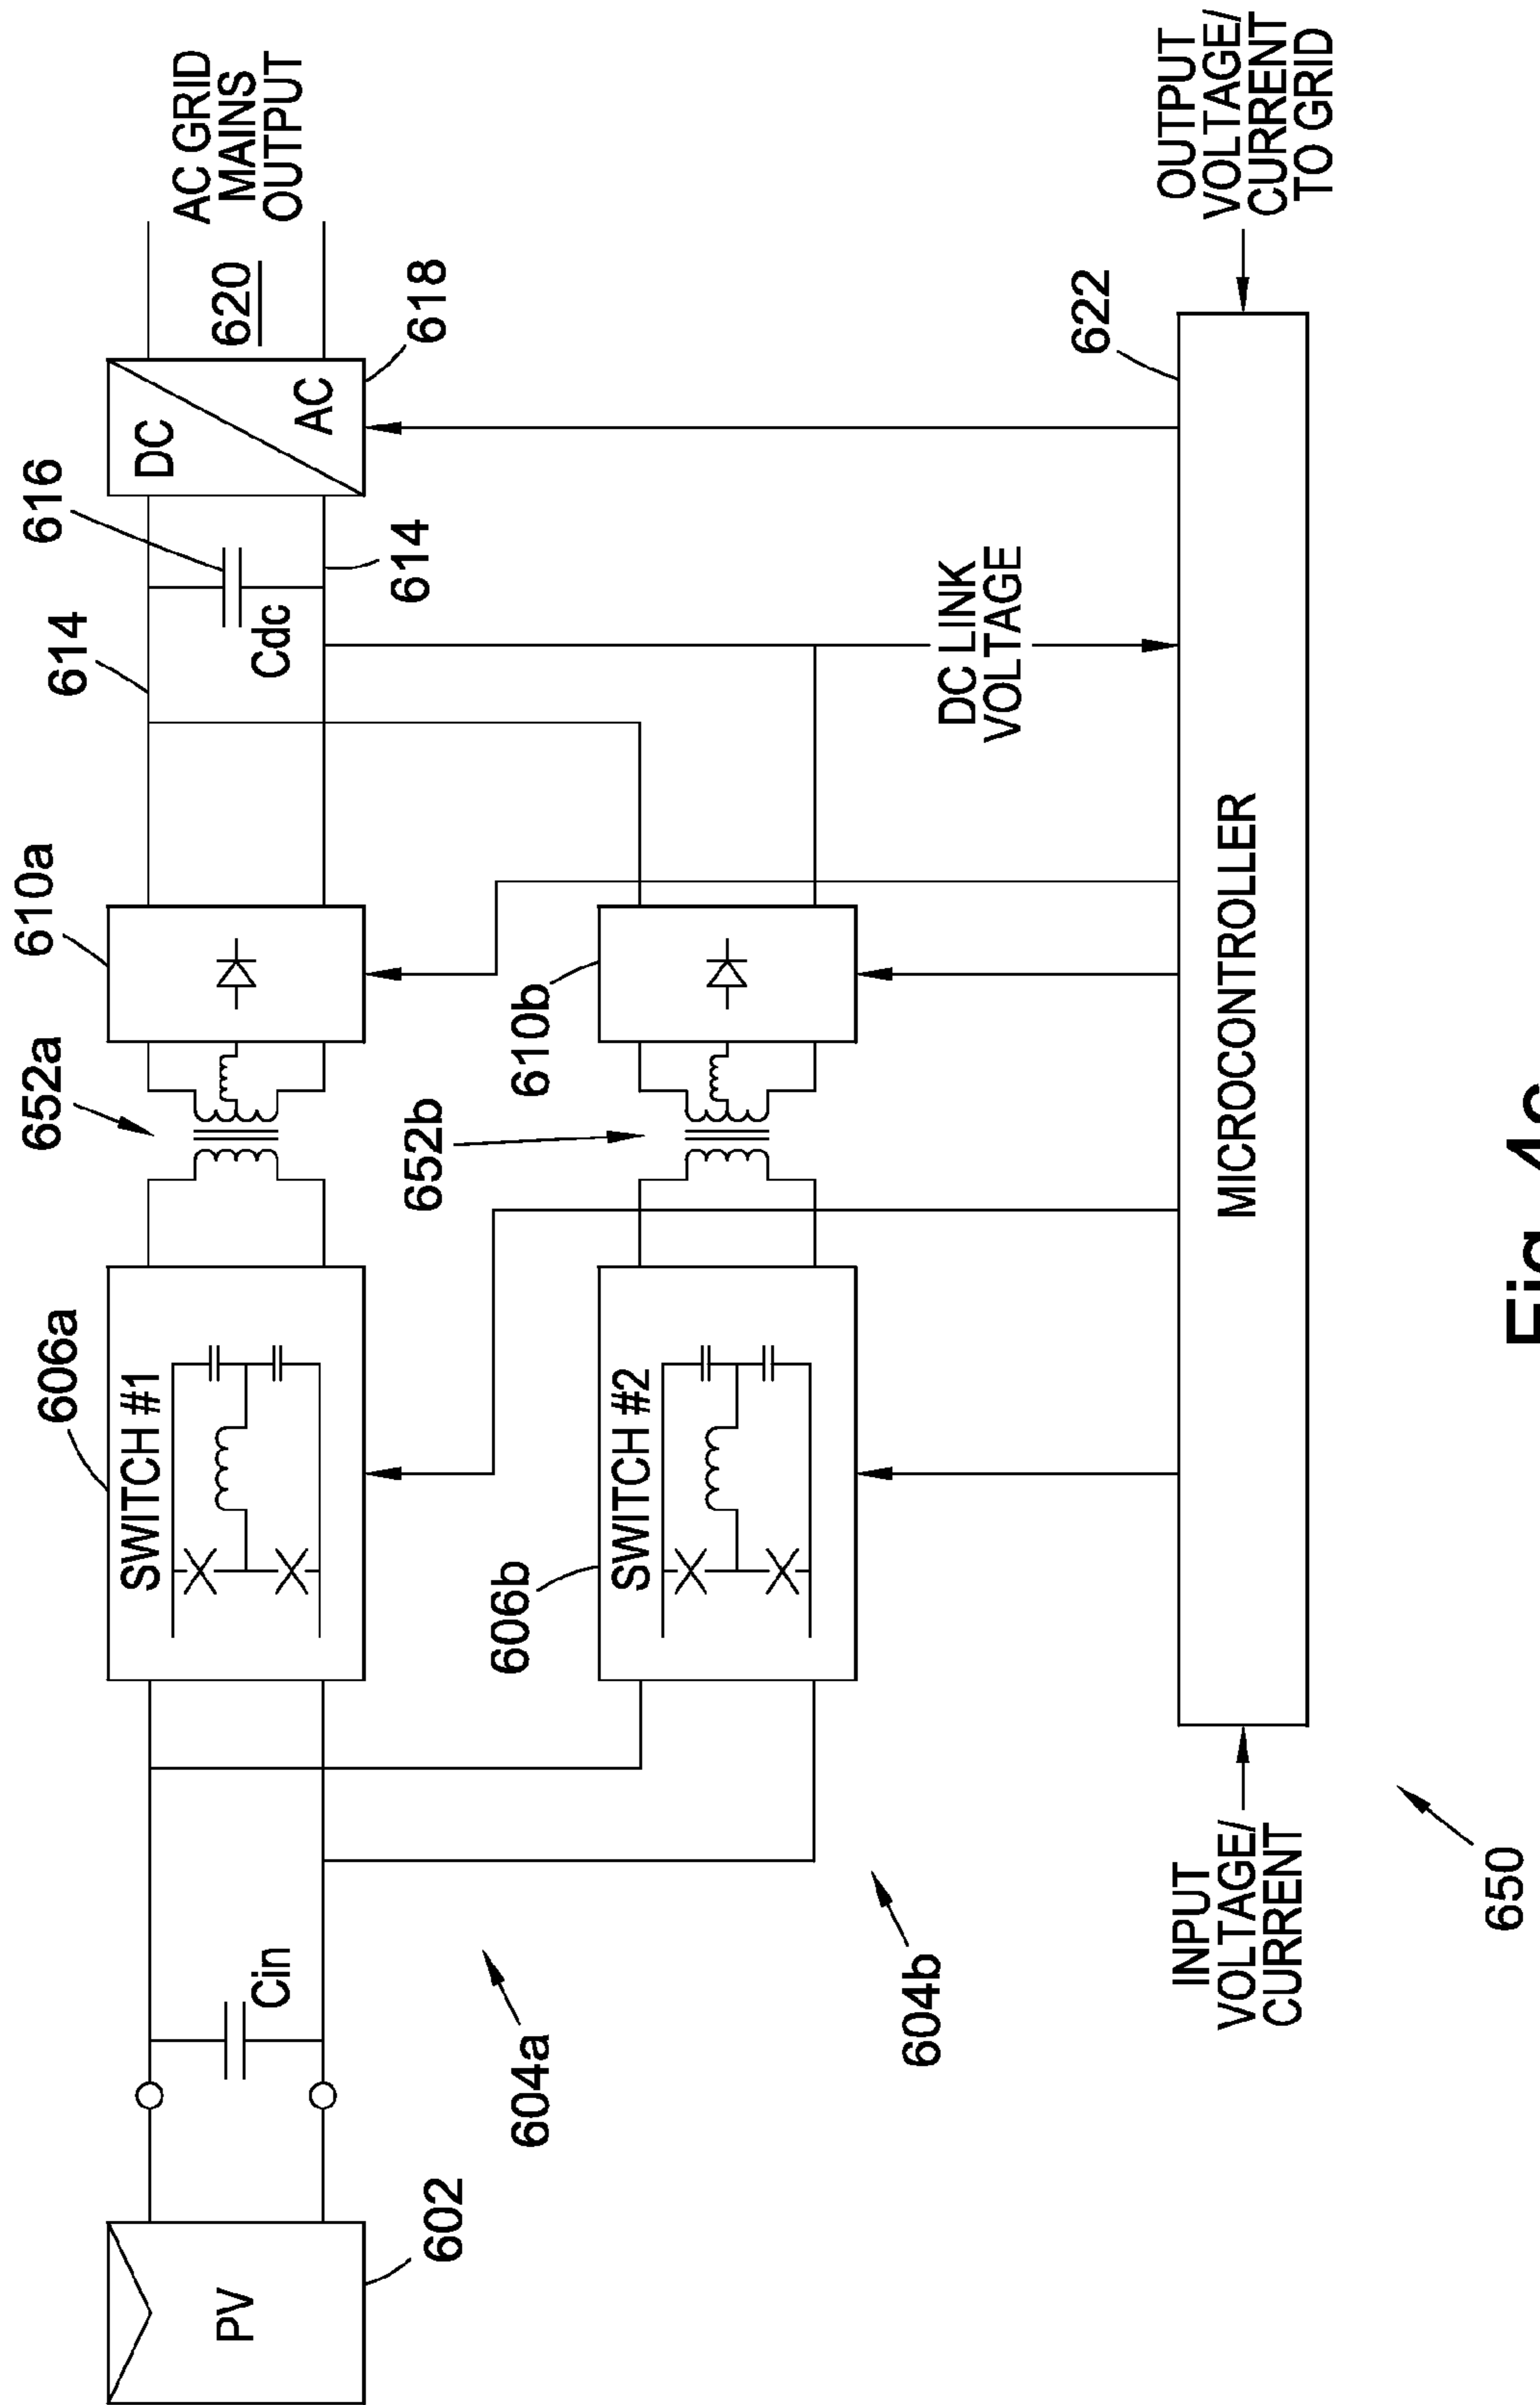 AC GRID
MAINS
OUTPUT
620
618
616
614
614
DC
AC
Cdc
610a
652a
606a
SWITCH #1
Cin
604a
602
PV
610b
652b
606b
SWITCH #2
604b
DC LINK
VOLTAGE
622
MICROCONTROLLER
INPUT
VOLTAGE/
CURRENT
OUTPUT
VOLTAGE/
CURRENT
TO GRID
650